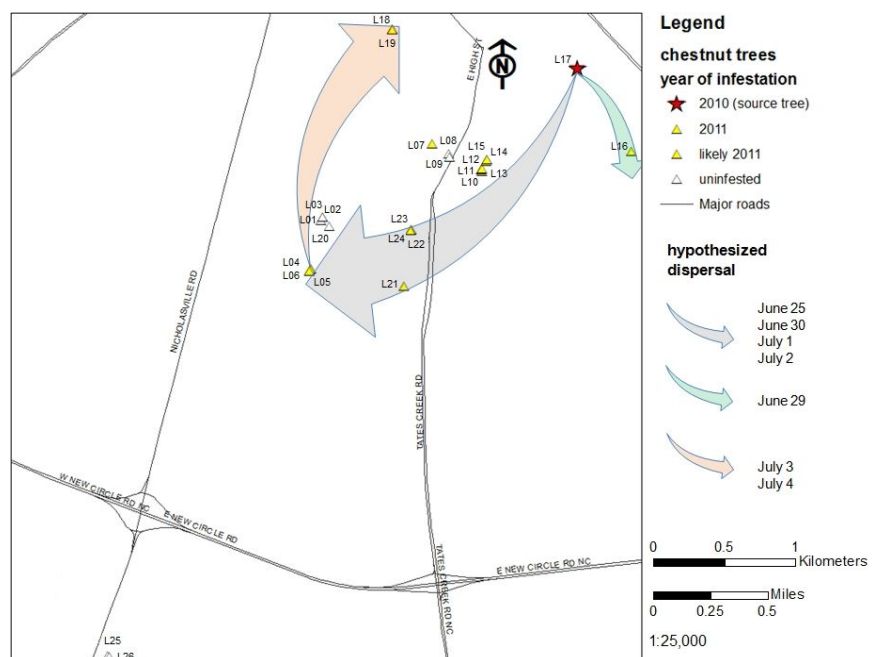 L18
L19
E HIGH ST
N
L17
L16
L07
L08
L09
L15
L14
L12
L11
L13
L10
L03
L02
L01
L20
L23
L24
L22
L04
L06
L05
L21
NICHOLASVILLE RD
TATES CREEK RD
W NEW CIRCLE RD NC
E NEW CIRCLE RD
TATES CREEK RD NC
E NEW CIRCLE RD NC
L25
L26
Legend
chestnut trees
year of infestation
2010 (source tree)
2011
likely 2011
uninfested
Major roads
hypothesized
dispersal
June 25
June 30
July 1
July 2
June 29
July 3
July 4
0 0.5 1
Kilometers
Miles
0 0.25 0.5
1:25,000